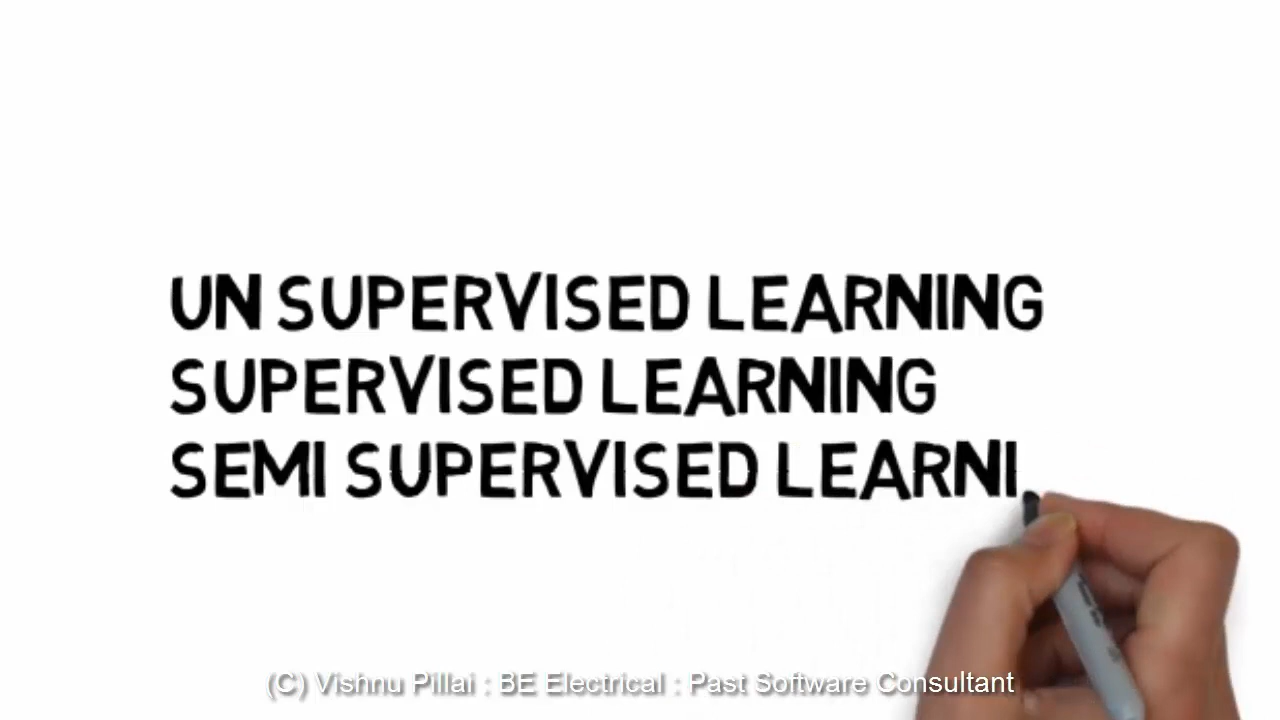 UN SUPERVISED LEARNING
SUPERVISED LEARNING
SEMI SUPERVISED LEARNI
(C) Vishnu Pillai : BE Electrical : Past Software Consultant